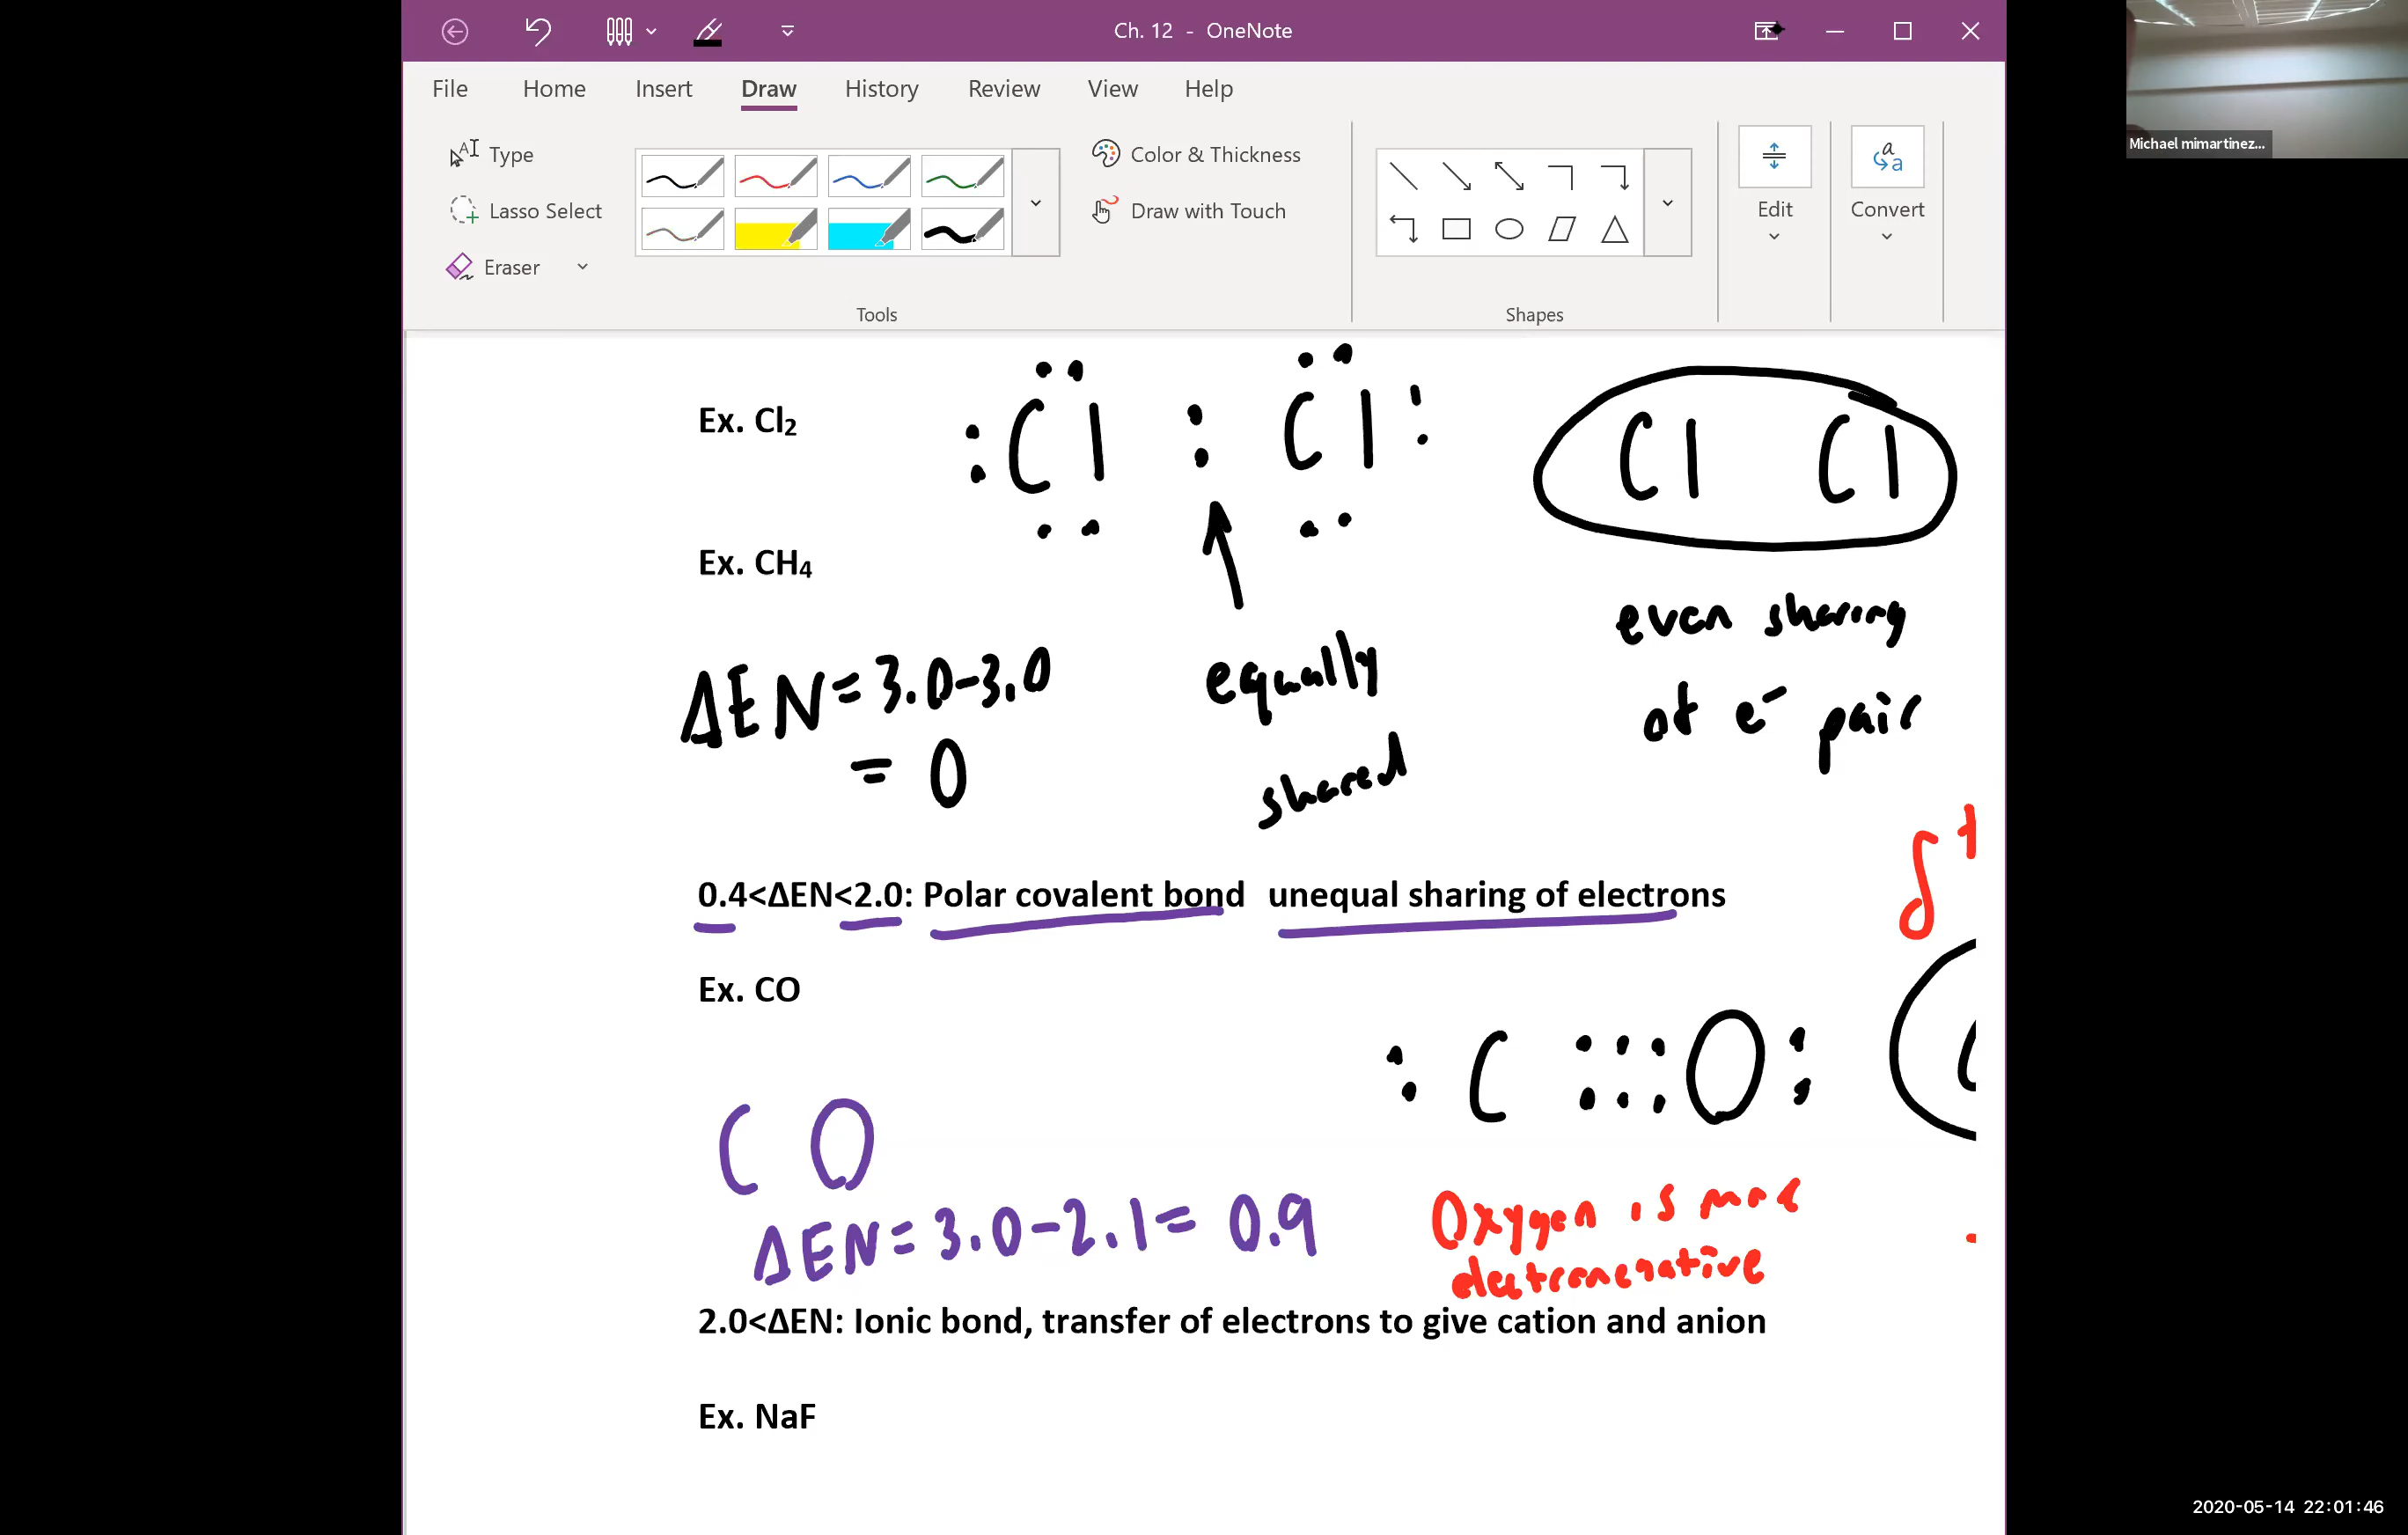 Ch. 12 - OneNote
File Home Insert Draw History Review View Help
Type
Lasso Select
Eraser
Color & Thickness
Draw with Touch
Edit
Convert
Tools
Shapes
Michael mimartinez...
Ex. Cl₂
:Cl : Cl:
Cl Cl
Ex. CH₄
even sharing
of e⁻ pair
ΔEN = 3.0-3.0
= 0
equally
shared
δ⁺
0.4<ΔEN<2.0: Polar covalent bond unequal sharing of electrons
Ex. CO
: C ⋮⋮⋮ O :
C O
ΔEN = 3.0-2.1 = 0.9
Oxygen is more
electronegative
2.0<ΔEN: Ionic bond, transfer of electrons to give cation and anion
Ex. NaF
2020-05-14 22:01:46